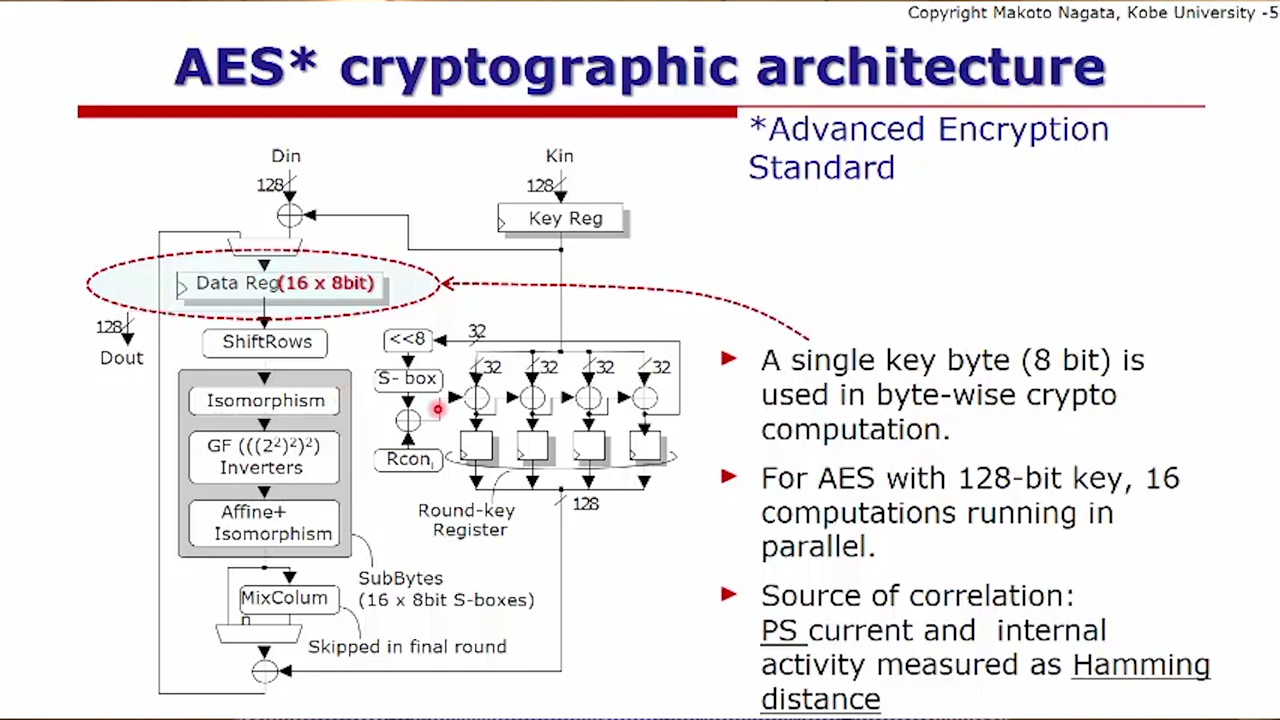 Copyright Makoto Nagata, Kobe University -5
AES* cryptographic architecture
*Advanced Encryption
Standard
Din
128
Kin
128
Key Reg
Data Reg(16 x 8bit)
128
Dout
ShiftRows
Isomorphism
GF (((2²)²)²)
Inverters
Affine+
Isomorphism
<<8
32
S- box
Rconᵢ
32
32
32
32
128
Round-key
Register
SubBytes
(16 x 8bit S-boxes)
MixColum
n
Skipped in final round
A single key byte (8 bit) is
used in byte-wise crypto
computation.
For AES with 128-bit key, 16
computations running in
parallel.
Source of correlation:
PS current and internal
activity measured as Hamming
distance